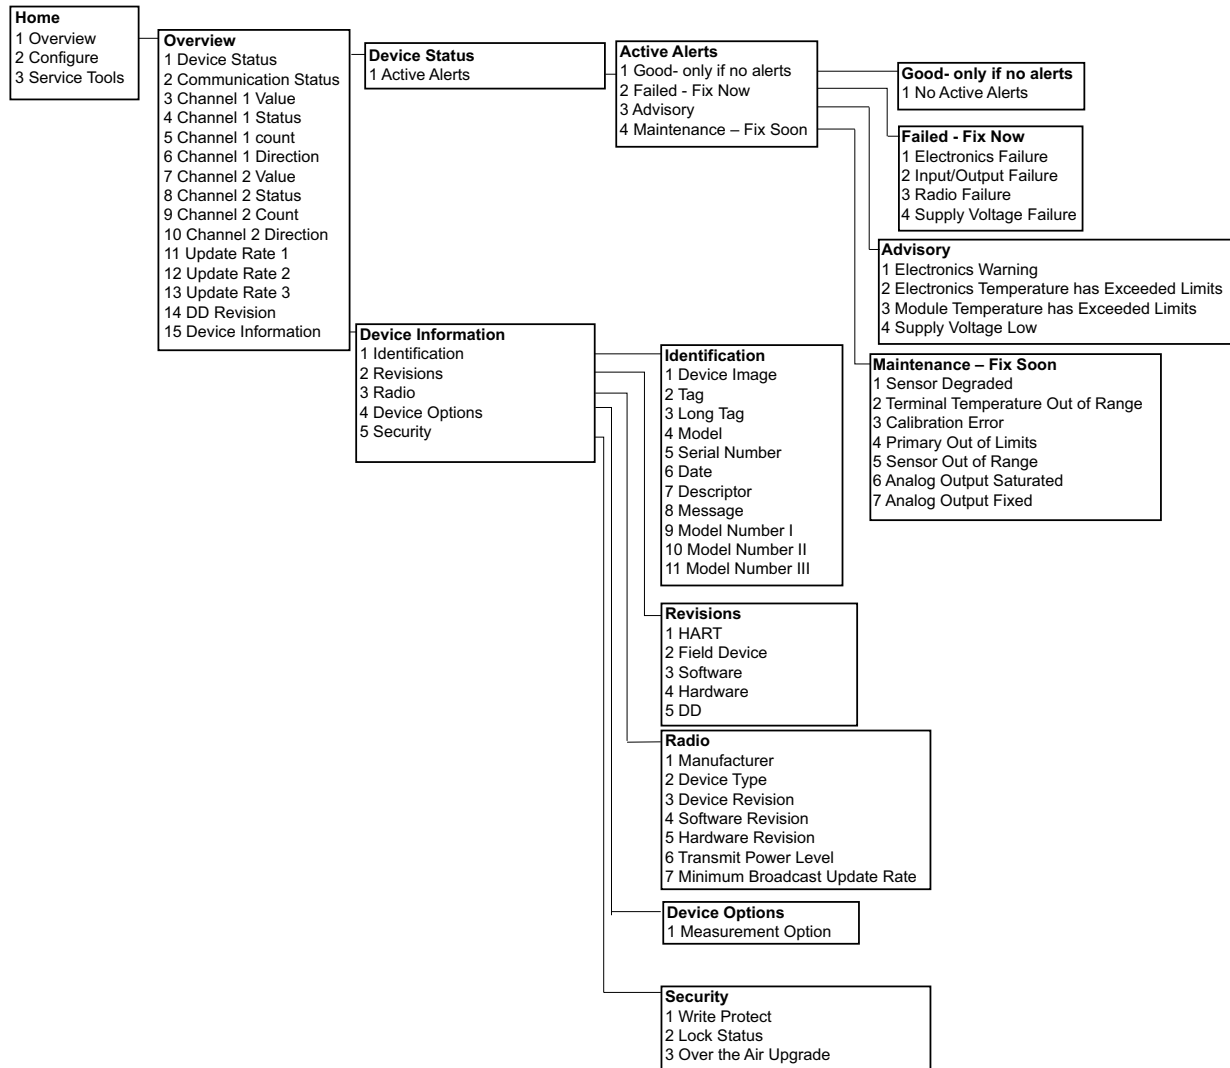 Home
1 Overview
2 Configure
3 Service Tools
Overview
1 Device Status
2 Communication Status
3 Channel 1 Value
4 Channel 1 Status
5 Channel 1 count
6 Channel 1 Direction
7 Channel 2 Value
8 Channel 2 Status
9 Channel 2 Count
10 Channel 2 Direction
11 Update Rate 1
12 Update Rate 2
13 Update Rate 3
14 DD Revision
15 Device Information
Device Status
1 Active Alerts
Active Alerts
1 Good- only if no alerts
2 Failed - Fix Now
3 Advisory
4 Maintenance – Fix Soon
Good- only if no alerts
1 No Active Alerts
Failed - Fix Now
1 Electronics Failure
2 Input/Output Failure
3 Radio Failure
4 Supply Voltage Failure
Advisory
1 Electronics Warning
2 Electronics Temperature has Exceeded Limits
3 Module Temperature has Exceeded Limits
4 Supply Voltage Low
Maintenance – Fix Soon
1 Sensor Degraded
2 Terminal Temperature Out of Range
3 Calibration Error
4 Primary Out of Limits
5 Sensor Out of Range
6 Analog Output Saturated
7 Analog Output Fixed
Device Information
1 Identification
2 Revisions
3 Radio
4 Device Options
5 Security
Identification
1 Device Image
2 Tag
3 Long Tag
4 Model
5 Serial Number
6 Date
7 Descriptor
8 Message
9 Model Number I
10 Model Number II
11 Model Number III
Revisions
1 HART
2 Field Device
3 Software
4 Hardware
5 DD
Radio
1 Manufacturer
2 Device Type
3 Device Revision
4 Software Revision
5 Hardware Revision
6 Transmit Power Level
7 Minimum Broadcast Update Rate
Device Options
1 Measurement Option
Security
1 Write Protect
2 Lock Status
3 Over the Air Upgrade